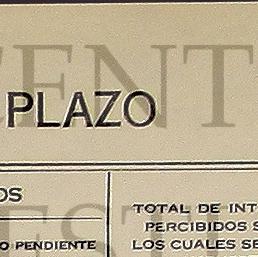 PLAZO
OS
TOTAL DE INT
PERCIBIDOS S
O PENDIENTE
LOS CUALES SE